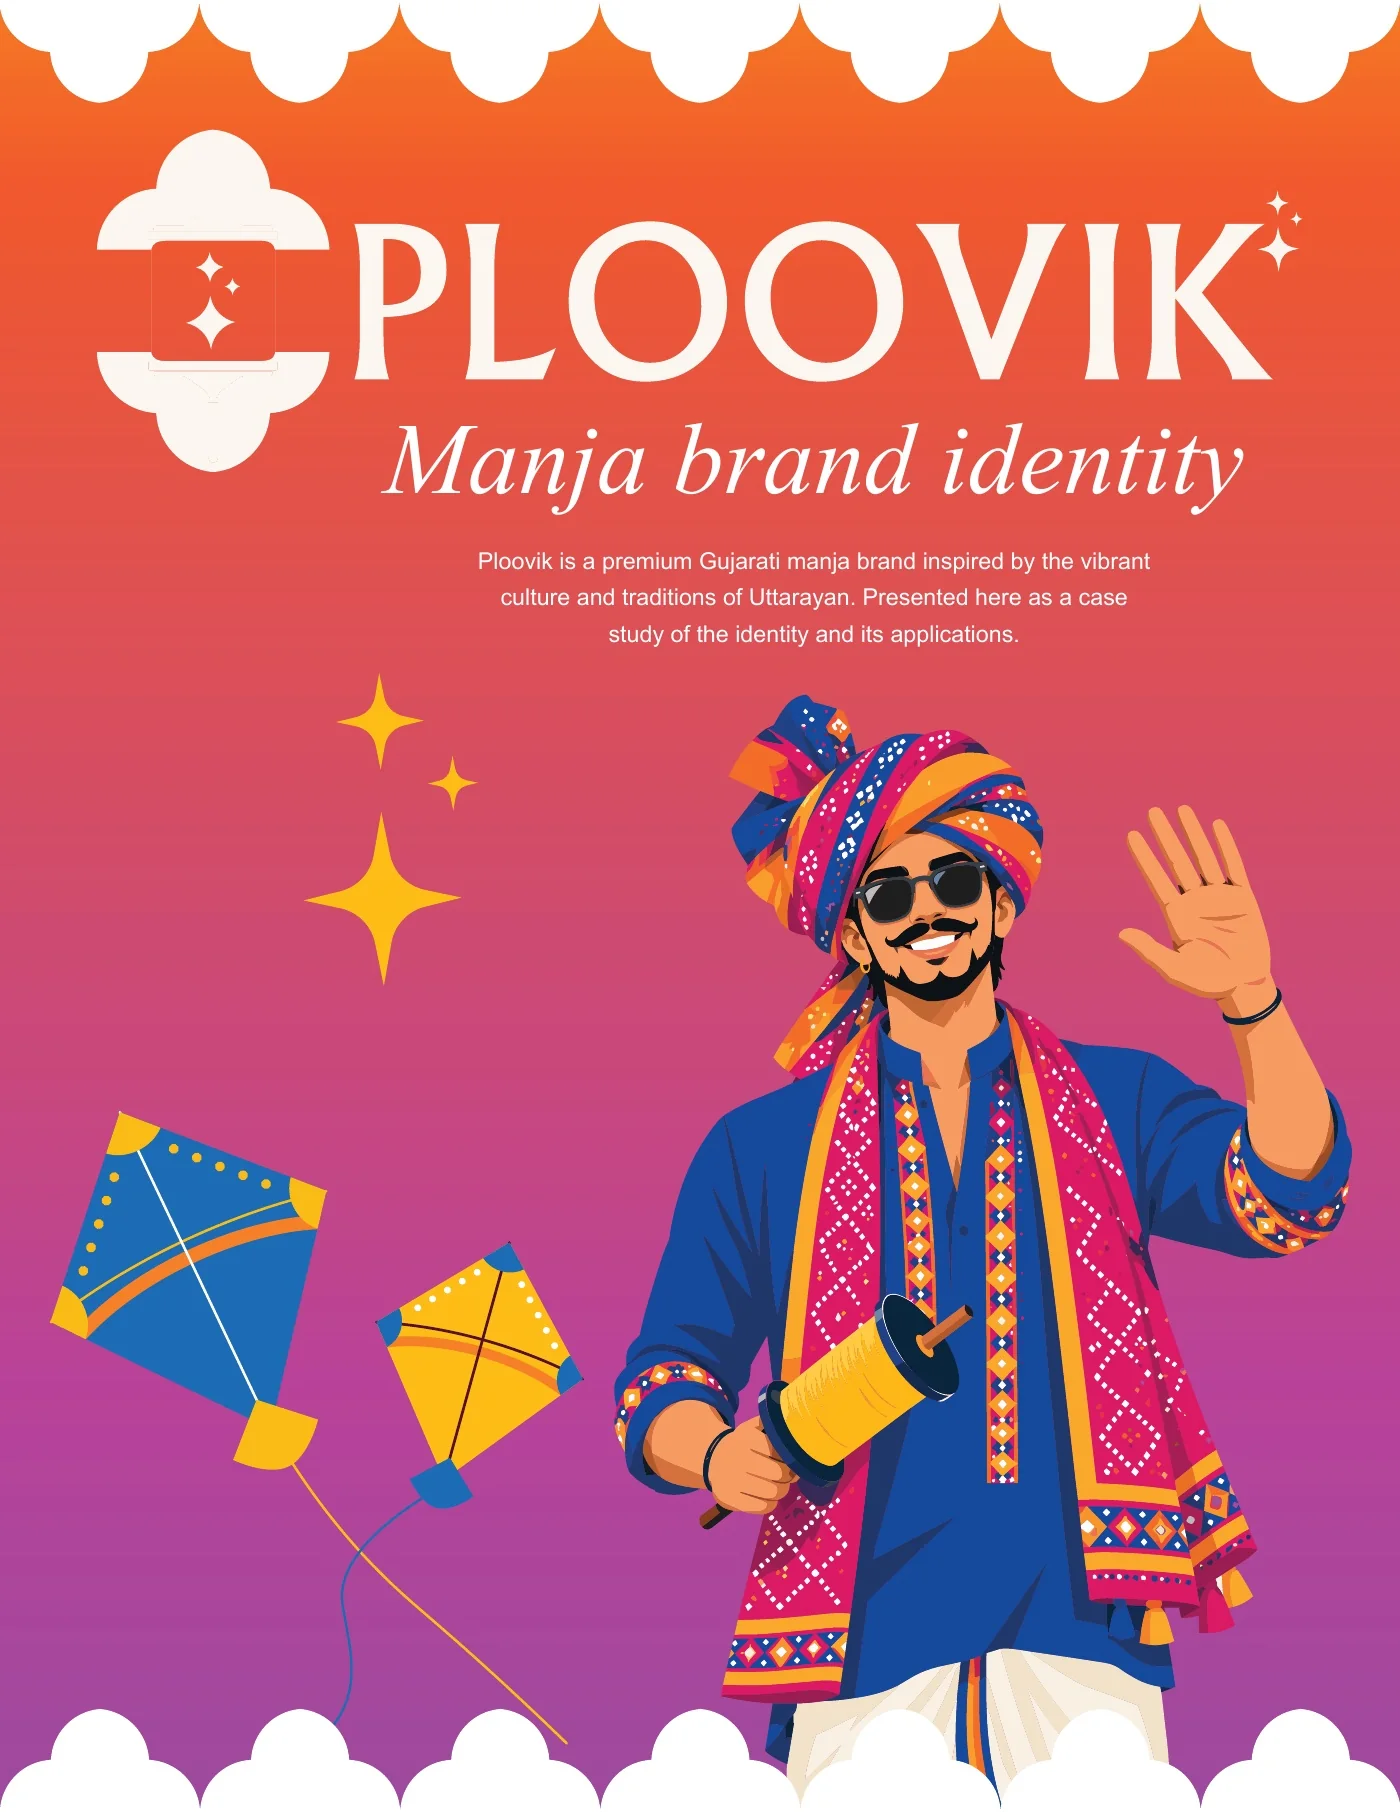 PLOOVIK
Manja brand identity
Ploovik is a premium Gujarati manja brand inspired by the vibrant
culture and traditions of Uttarayan. Presented here as a case
study of the identity and its applications.